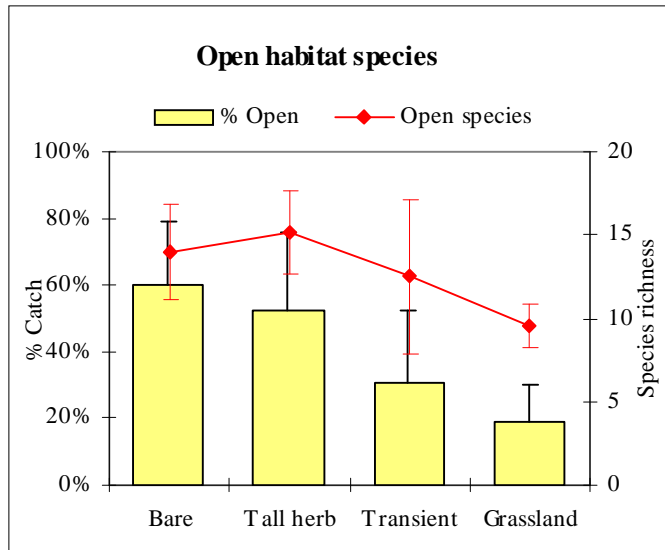 Open habitat species
% Open Open species
100%
80%
60%
40%
20%
0%
% Catch
20
15
10
5
0
Species richness
Bare Tall herb Transient Grassland